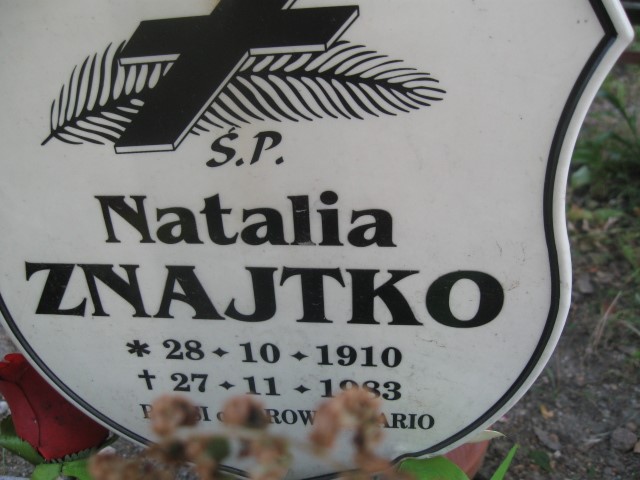 Ś.P.
Natalia
ZNAJTKO
* 28 + 10 + 1910
† 27 + 11 + 1983